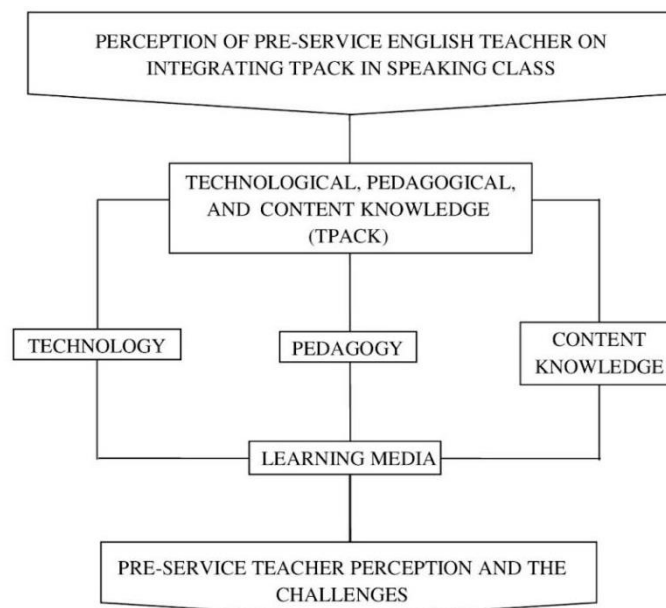 PERCEPTION OF PRE-SERVICE ENGLISH TEACHER ON
INTEGRATING TPACK IN SPEAKING CLASS
TECHNOLOGICAL, PEDAGOGICAL,
AND CONTENT KNOWLEDGE
(TPACK)
TECHNOLOGY
PEDAGOGY
CONTENT
KNOWLEDGE
LEARNING MEDIA
PRE-SERVICE TEACHER PERCEPTION AND THE
CHALLENGES